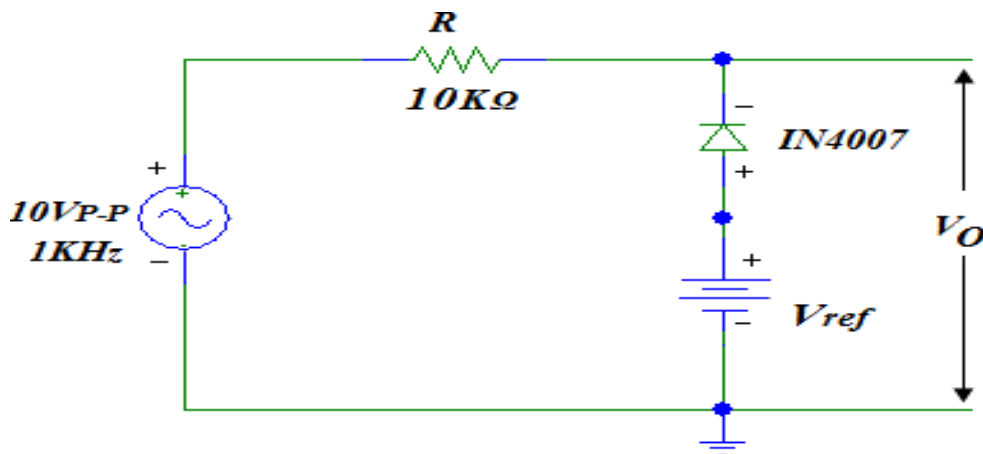 R
10KΩ
IN4007
10VP-P
1KHz
Vref
VO